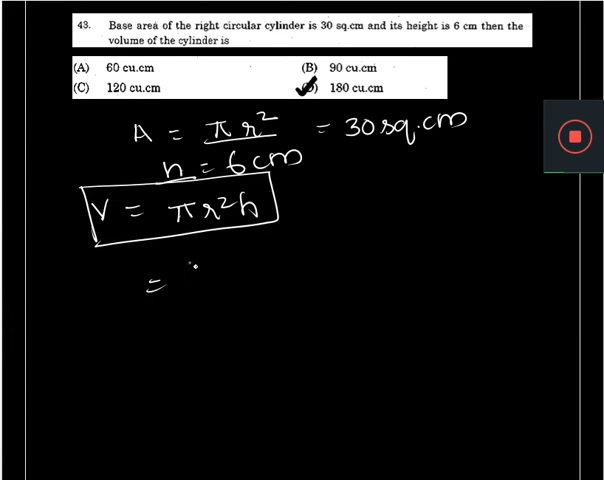 43. Base area of the right circular cylinder is 30 sq.cm and its height is 6 cm then the
volume of the cylinder is
(A) 60 cu.cm (B) 90 cu.cm
(C) 120 cu.cm 180 cu.cm
A = πr² = 30 sq.cm
h = 6 cm
V = πr²h
=